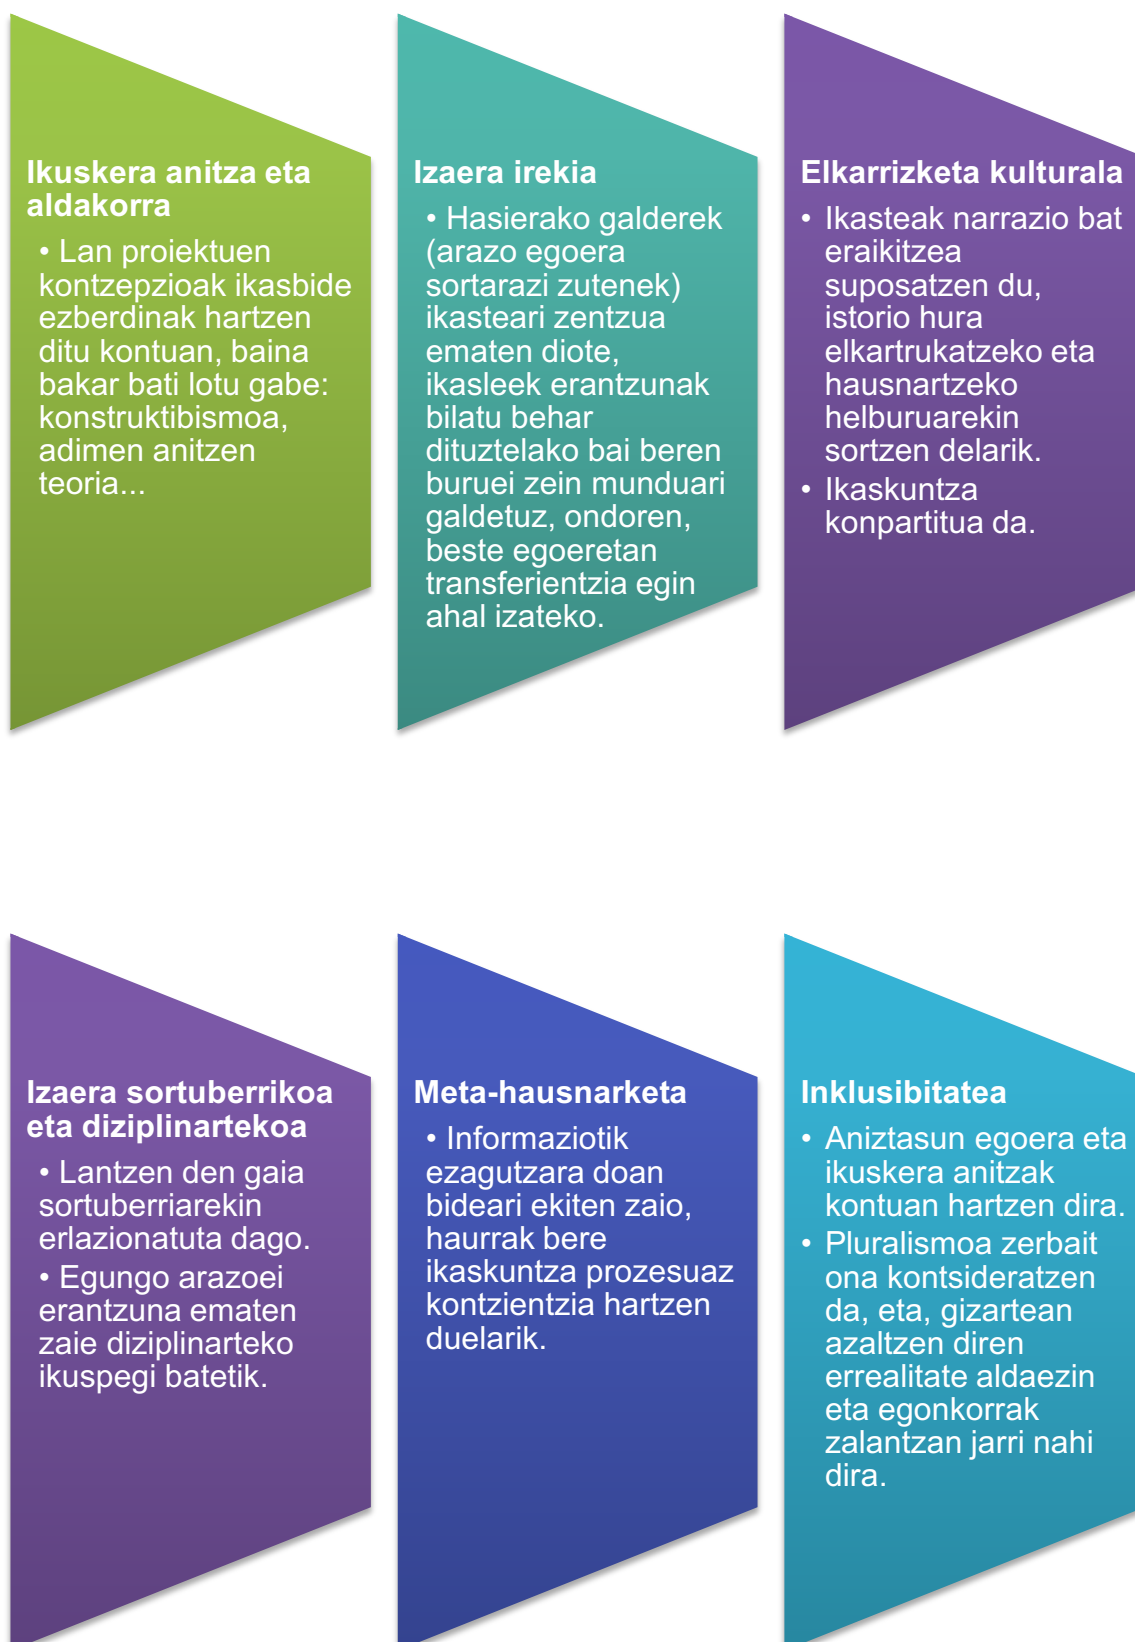 Ikuskera anitza eta
aldakorra
• Lan proiektuen
kontzepzioak ikasbide
ezberdinak hartzen
ditu kontuan, baina
bakar bati lotu gabe:
konstruktibismoa,
adimen anitzen
teoria...
Izaera irekia
• Hasierako galderek
(arazo egoera
sortarazi zutenek)
ikasteari zentzua
ematen diote,
ikasleek erantzunak
bilatu behar
dituztelako bai beren
buruei zein munduari
galdetuz, ondoren,
beste egoeretan
transferientzia egin
ahal izateko.
Elkarrizketa kulturala
• Ikasteak narrazio bat
eraikitzea
suposatzen du,
istorio hura
elkartrukatzeko eta
hausnartzeko
helburuarekin
sortzen delarik.
• Ikaskuntza
konpartitua da.
Izaera sortuberrikoa
eta diziplinartekoa
• Lantzen den gaia
sortuberriarekin
erlazionatuta dago.
• Egungo arazoei
erantzuna ematen
zaie diziplinarteko
ikuspegi batetik.
Meta-hausnarketa
• Informaziotik
ezagutzara doan
bideari ekiten zaio,
haurrak bere
ikaskuntza prozesuaz
kontzientzia hartzen
duelarik.
Inklusibitatea
• Aniztasun egoera eta
ikuskera anitzak
kontuan hartzen dira.
• Pluralismoa zerbait
ona kontsideratzen
da, eta, gizartean
azaltzen diren
errealitate aldaezin
eta egonkorrak
zalantzan jarri nahi
dira.